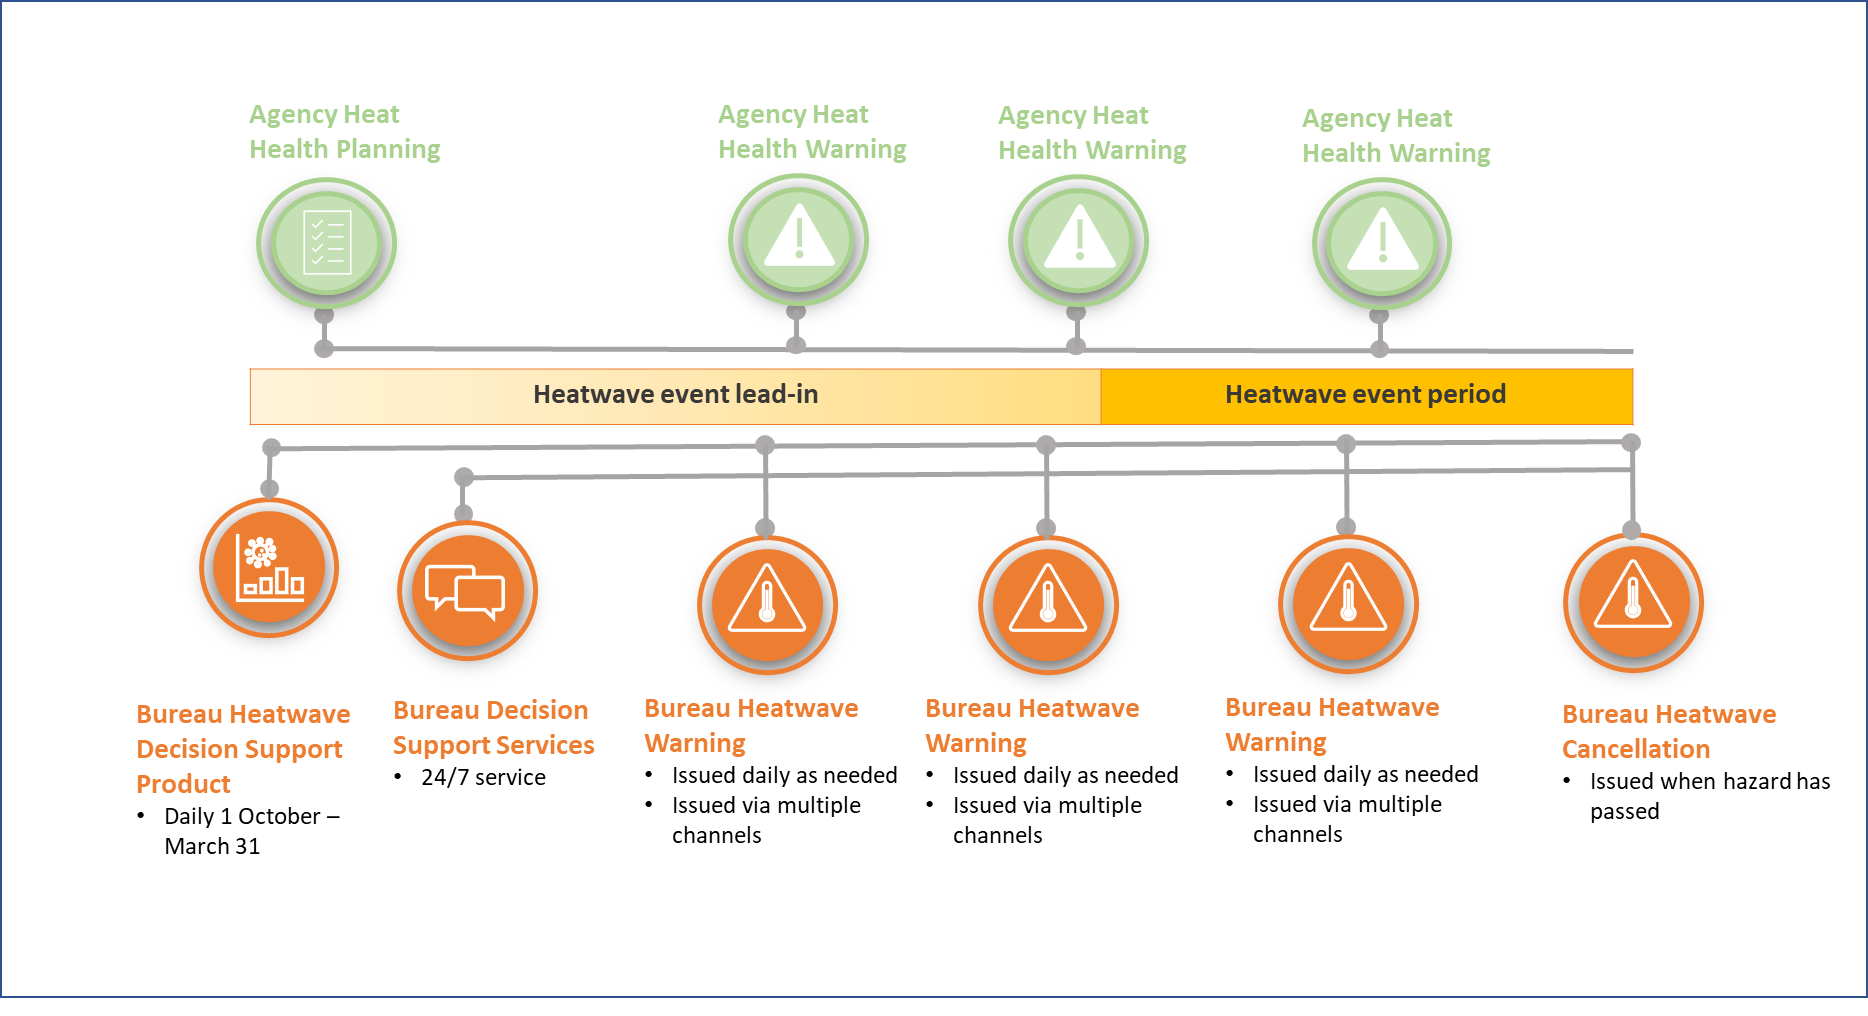 Agency Heat
Health Planning
Agency Heat
Health Warning
Agency Heat
Health Warning
Agency Heat
Health Warning
Heatwave event lead-in
Heatwave event period
Bureau Heatwave
Decision Support
Product
• Daily 1 October –
March 31
Bureau Decision
Support Services
• 24/7 service
Bureau Heatwave
Warning
• Issued daily as needed
• Issued via multiple
channels
Bureau Heatwave
Warning
• Issued daily as needed
• Issued via multiple
channels
Bureau Heatwave
Warning
• Issued daily as needed
• Issued via multiple
channels
Bureau Heatwave
Cancellation
• Issued when hazard has
passed